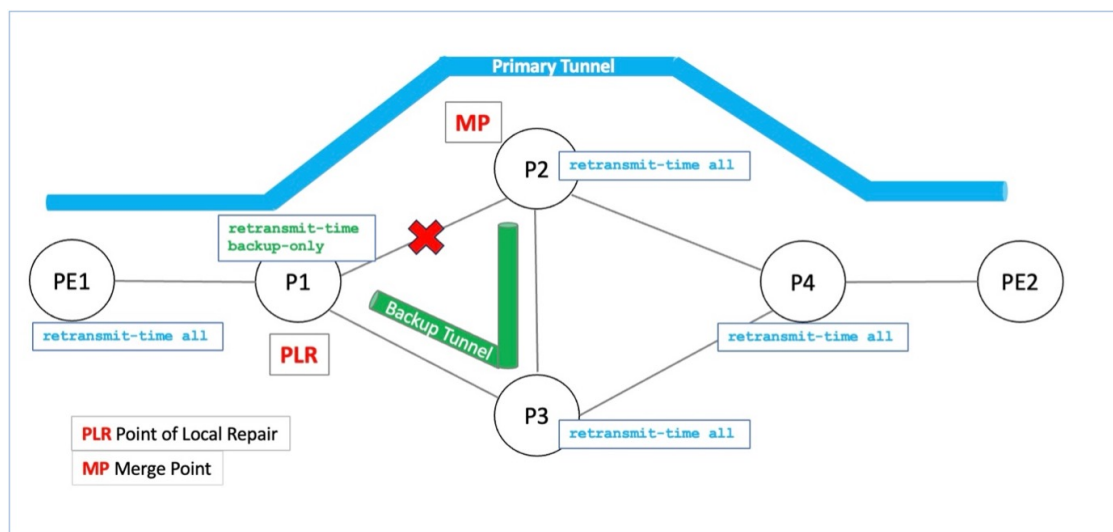 Primary Tunnel
MP
P2
retransmit-time all
retransmit-time
backup-only
PE1
P1
P4
PE2
Backup Tunnel
retransmit-time all
retransmit-time all
PLR
P3
retransmit-time all
PLR Point of Local Repair
MP Merge Point